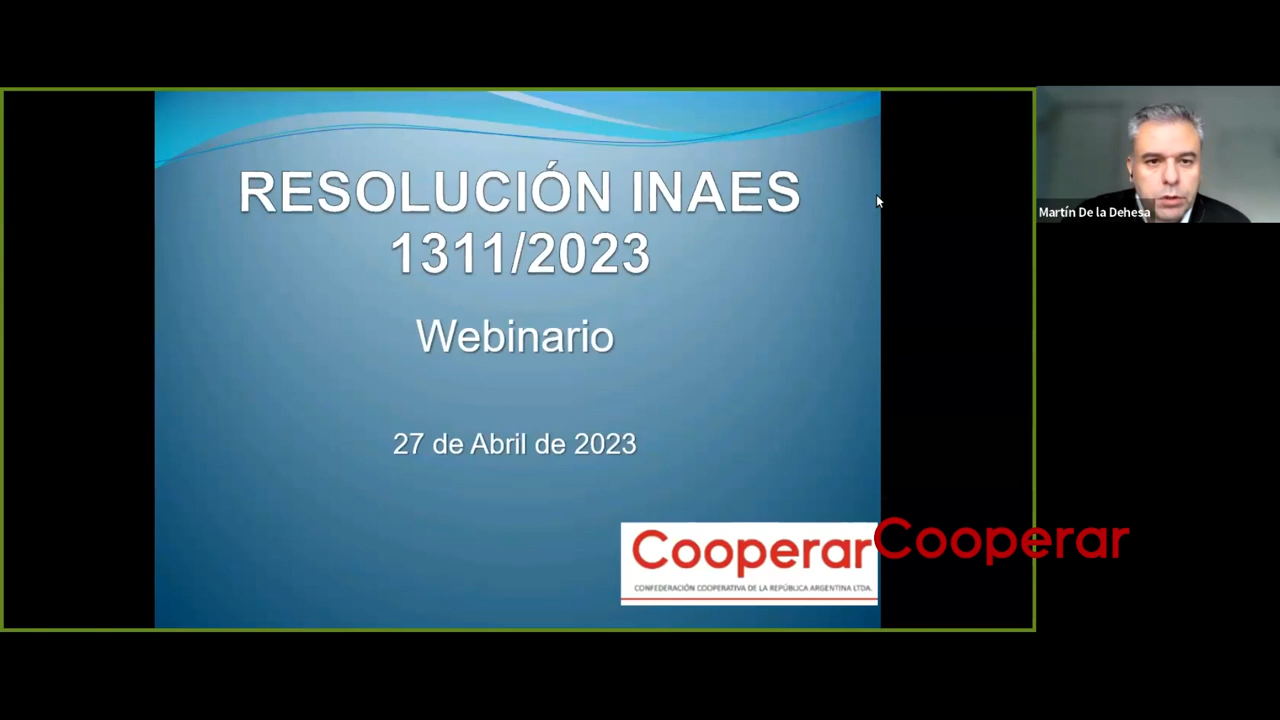 RESOLUCIÓN INAES
1311/2023
Webinario
27 de Abril de 2023
Cooperar
CONFEDERACIÓN COOPERATIVA DE LA REPÚBLICA ARGENTINA LTDA.
Cooperar
Martín De la Dehesa